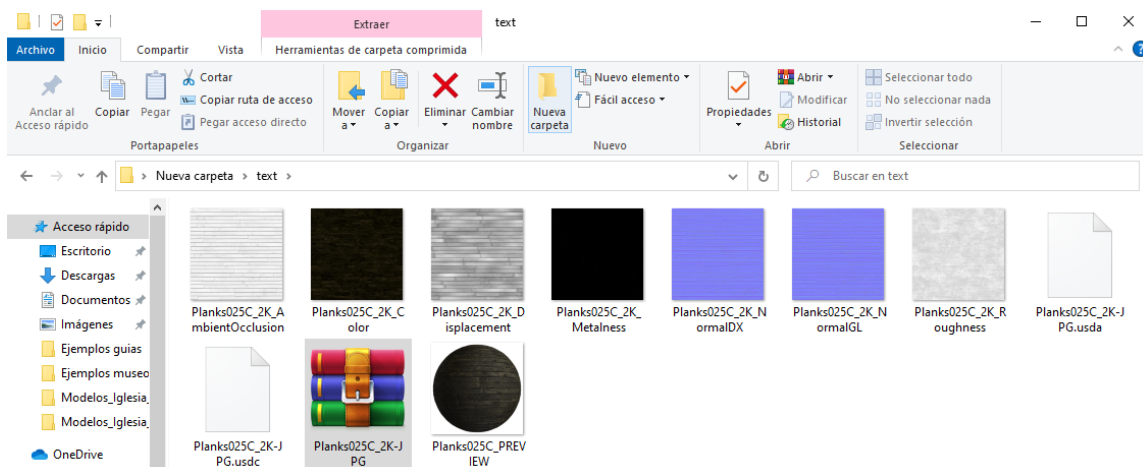 Extraer
text
Archivo
Inicio
Compartir
Vista
Herramientas de carpeta comprimida
Anclar al
Acceso rápido
Copiar
Pegar
Cortar
Copiar ruta de acceso
Pegar acceso directo
Portapapeles
Mover
a
Copiar
a
Eliminar
Cambiar
nombre
Organizar
Nueva
carpeta
Nuevo elemento
Fácil acceso
Nuevo
Propiedades
Abrir
Modificar
Historial
Abrir
Seleccionar todo
No seleccionar nada
Invertir selección
Seleccionar
Nueva carpeta > text >
Buscar en text
Acceso rápido
Escritorio
Descargas
Documentos
Imágenes
Ejemplos guias
Ejemplos museo
Modelos_Iglesia_
Modelos_Iglesia_
OneDrive
Planks025C_2K_A
mbientOcclusion
Planks025C_2K_C
olor
Planks025C_2K_D
isplacement
Planks025C_2K_
Metalness
Planks025C_2K_N
ormalDX
Planks025C_2K_N
ormalGL
Planks025C_2K_R
oughness
Planks025C_2K-J
PG.usda
Planks025C_2K-J
PG.usdc
Planks025C_2K-J
PG
Planks025C_PREV
IEW